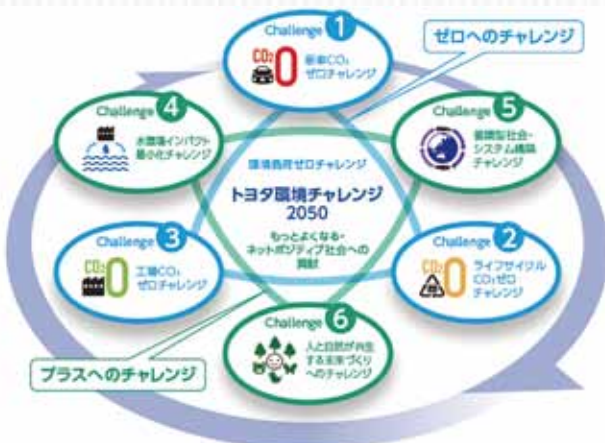 Challenge 1
CO₂ 0
新車CO₂
ゼロチャレンジ
ゼロへのチャレンジ
Challenge 4
水環境インパクト
最小化チャレンジ
Challenge 5
循環型社会・
システム構築
チャレンジ
環境負荷ゼロチャレンジ
トヨタ環境チャレンジ
2050
もっとよくなる・
ネットポジティブ社会への
貢献
Challenge 3
CO₂ 0
工場CO₂
ゼロチャレンジ
Challenge 2
CO₂ 0
ライフサイクル
CO₂ゼロ
チャレンジ
Challenge 6
人と自然が共生
する未来づくり
へのチャレンジ
プラスへのチャレンジ